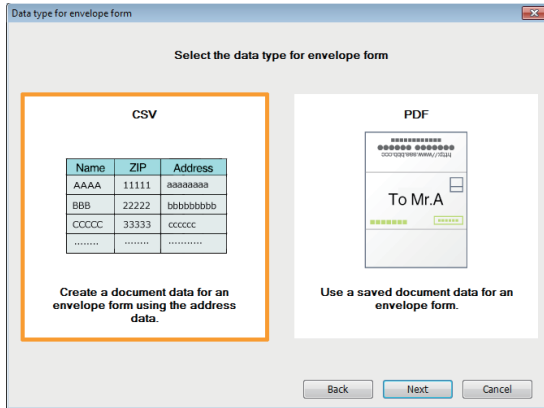 Data type for envelope form
Select the data type for envelope form
CSV
Name ZIP Address
AAAA 11111 aaaaaaaa
BBB 22222 bbbbbbbbb
CCCCC 33333 cccccc
........ ........ ...........
Create a document data for an
envelope form using the address
data.
PDF
To Mr.A
Use a saved document data for an
envelope form.
Back Next Cancel